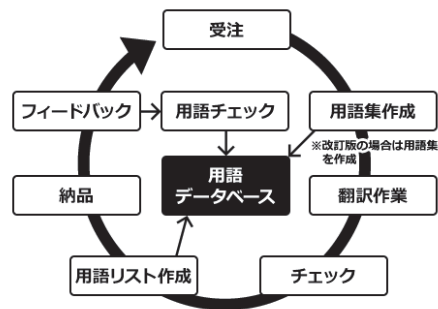 受注
フィードバック
用語チェック
用語集作成
※改訂版の場合は用語集
を作成
用語
データベース
納品
翻訳作業
用語リスト作成
チェック